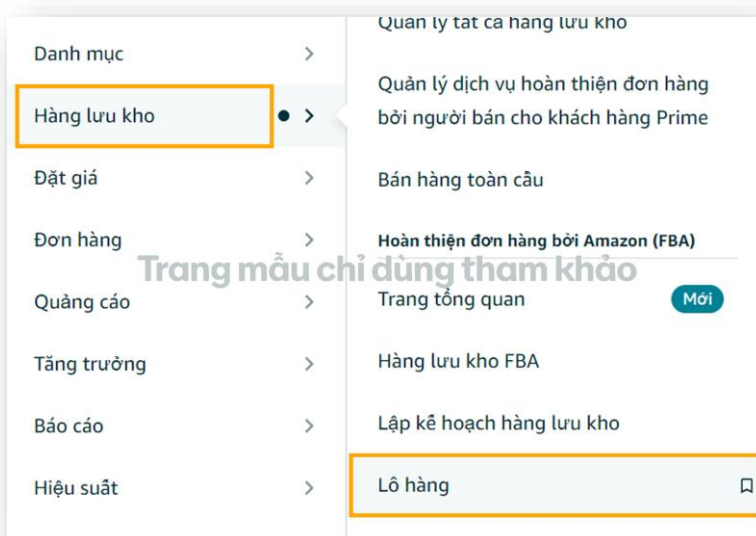 Danh mục
Hàng lưu kho
Đặt giá
Đơn hàng
Quảng cáo
Tăng trưởng
Báo cáo
Hiệu suất
Quản lý tất cả hàng lưu kho
Quản lý dịch vụ hoàn thiện đơn hàng
bởi người bán cho khách hàng Prime
Bán hàng toàn cầu
Hoàn thiện đơn hàng bởi Amazon (FBA)
Trang tổng quan
Mới
Hàng lưu kho FBA
Lập kế hoạch hàng lưu kho
Lô hàng
Trang mẫu chỉ dùng tham khảo